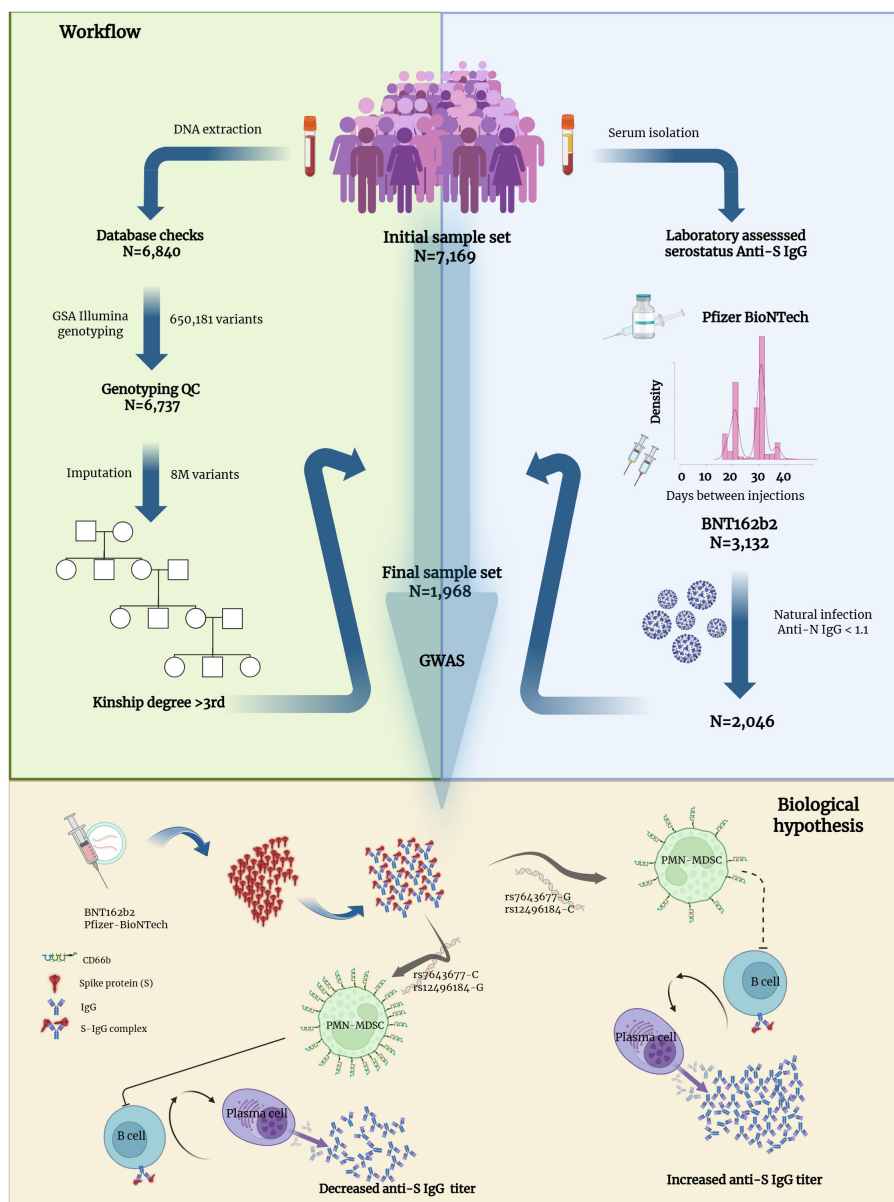 Workflow
DNA extraction
Serum isolation
Database checks
N=6,840
Initial sample set
N=7,169
Laboratory assesssed
serostatus Anti-S IgG
GSA Illumina
genotyping
650,181 variants
Pfizer BioNTech
Genotyping QC
N=6,737
Density
Imputation
8M variants
0 10 20 30 40
Days between injections
BNT162b2
N=3,132
Final sample set
N=1,968
Natural infection
Anti-N IgG < 1.1
GWAS
Kinship degree >3rd
N=2,046
Biological
hypothesis
PMN-MDSC
rs7643677-G
rs12496184-C
BNT162b2
Pfizer-BioNTech
CD66b
Spike protein (S)
IgG
S-IgG complex
rs7643677-C
rs12496184-G
PMN-MDSC
B cell
Plasma cell
B cell
Plasma cell
Decreased anti-S IgG titer
Increased anti-S IgG titer